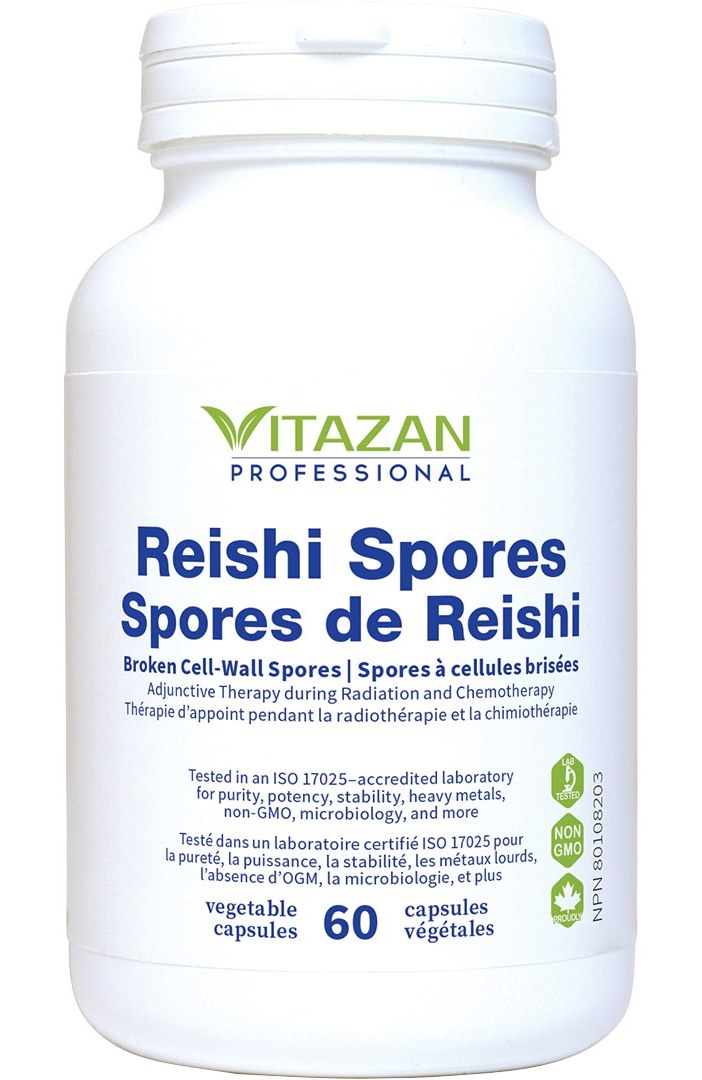 VITAZAN
PROFESSIONAL
Reishi Spores
Spores de Reishi
Broken Cell-Wall Spores | Spores à cellules brisées
Adjunctive Therapy during Radiation and Chemotherapy
Thérapie d’appoint pendant la radiothérapie et la chimiothérapie
Tested in an ISO 17025–accredited laboratory
for purity, potency, stability, heavy metals,
non-GMO, microbiology, and more
Testé dans un laboratoire certifié ISO 17025 pour
la pureté, la puissance, la stabilité, les métaux lourds,
l’absence d’OGM, la microbiologie, et plus
vegetable
capsules
60
capsules
végétales
LAB
TESTED
NON
GMO
PROUDLY
NPN 80108203